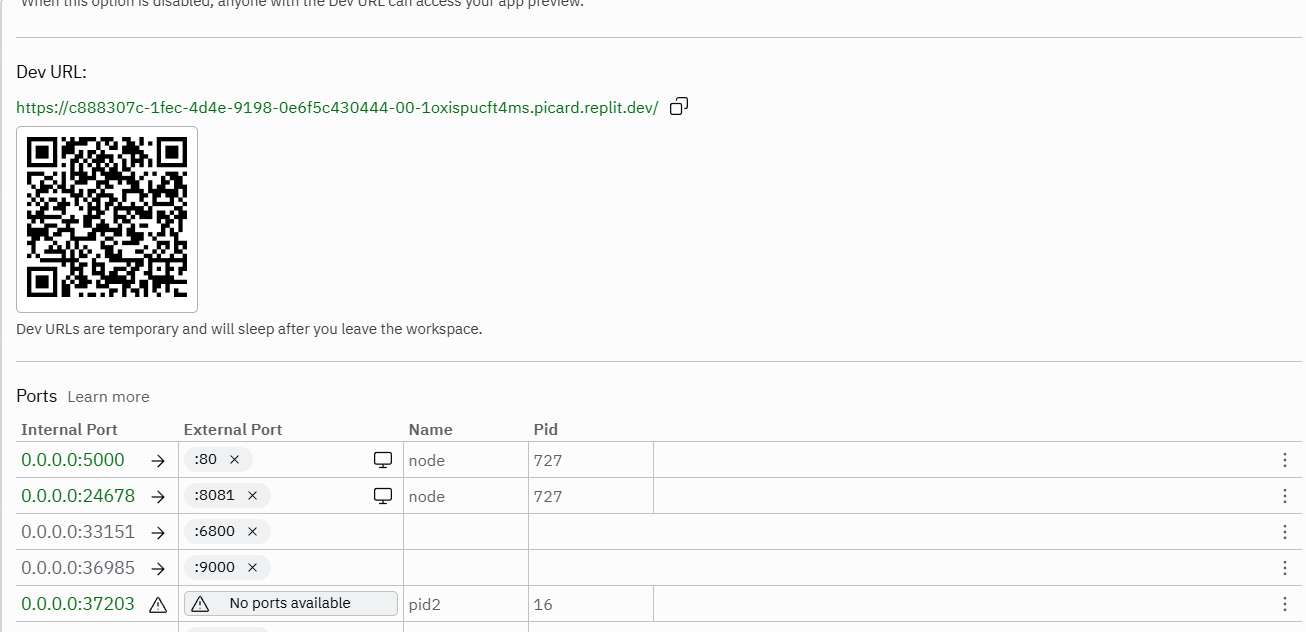 When this option is disabled, anyone with the Dev URL can access your app preview.
Dev URL:
https://c888307c-1fec-4d4e-9198-0e6f5c430444-00-1oxispucft4ms.picard.replit.dev/
Dev URLs are temporary and will sleep after you leave the workspace.
Ports Learn more
Internal Port External Port Name Pid
0.0.0.0:5000 :80 node 727
0.0.0.0:24678 :8081 node 727
0.0.0.0:33151 :6800
0.0.0.0:36985 :9000
0.0.0.0:37203 No ports available pid2 16